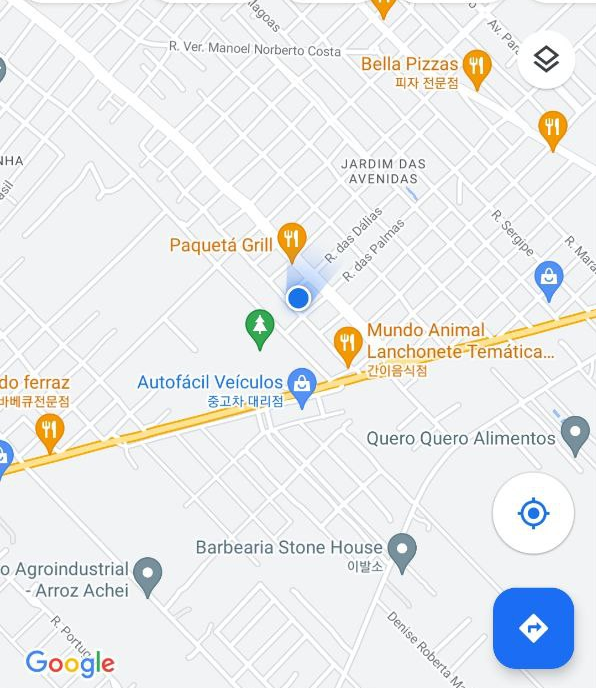 lagoas
Av. Par
R. Ver. Manoel Norberto Costa
Bella Pizzas
피자 전문점
NHA
asil
JARDIM DAS
AVENIDAS
R. das Dálias
R. das Palmas
R. Sergipe
R. Mara
Paquetá Grill
Mundo Animal
Lanchonete Temática...
간이음식점
do ferraz
바베큐전문점
Autofácil Veículos
중고차 대리점
Quero Quero Alimentos
Barbearia Stone House
이발소
o Agroindustrial
- Arroz Achei
R. Portug
Denise Roberta M
Google